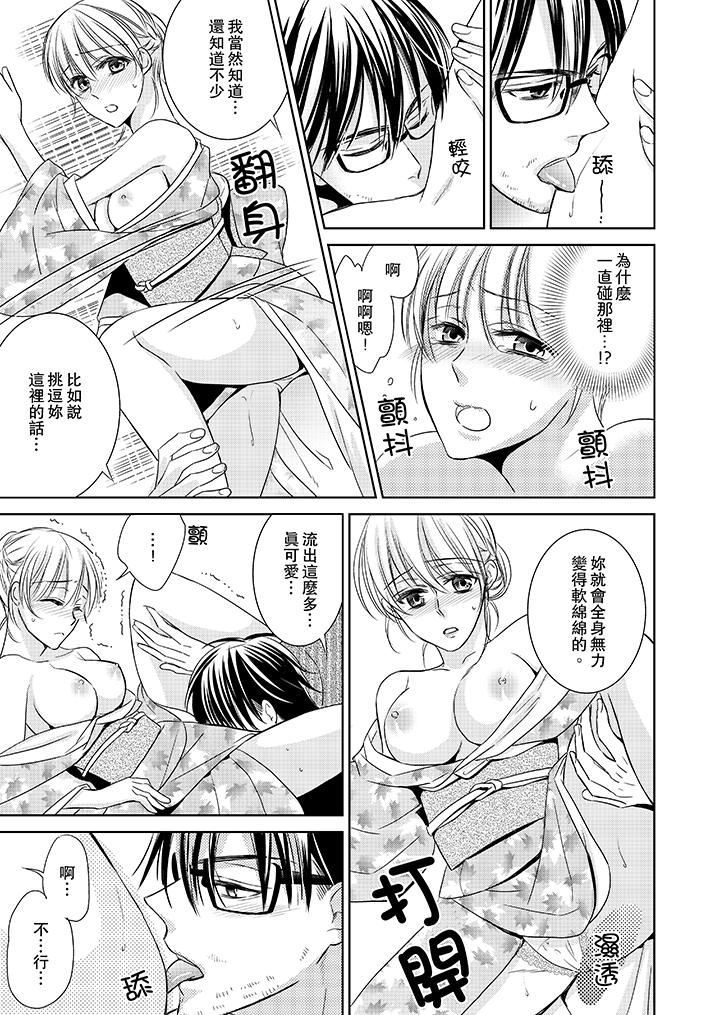 舔～…
輕咬
我當然知道…
還知道不少
翻身
比如說
挑逗妳
這裡的話…
為什麼
一直碰那裡…!?
啊
啊啊嗯！
顫抖
顫抖
妳就會全身無力
變得軟綿綿的。
打開
濕透
流出這麼多…
真可愛…
顫
…！
啊…
不…行…
舔